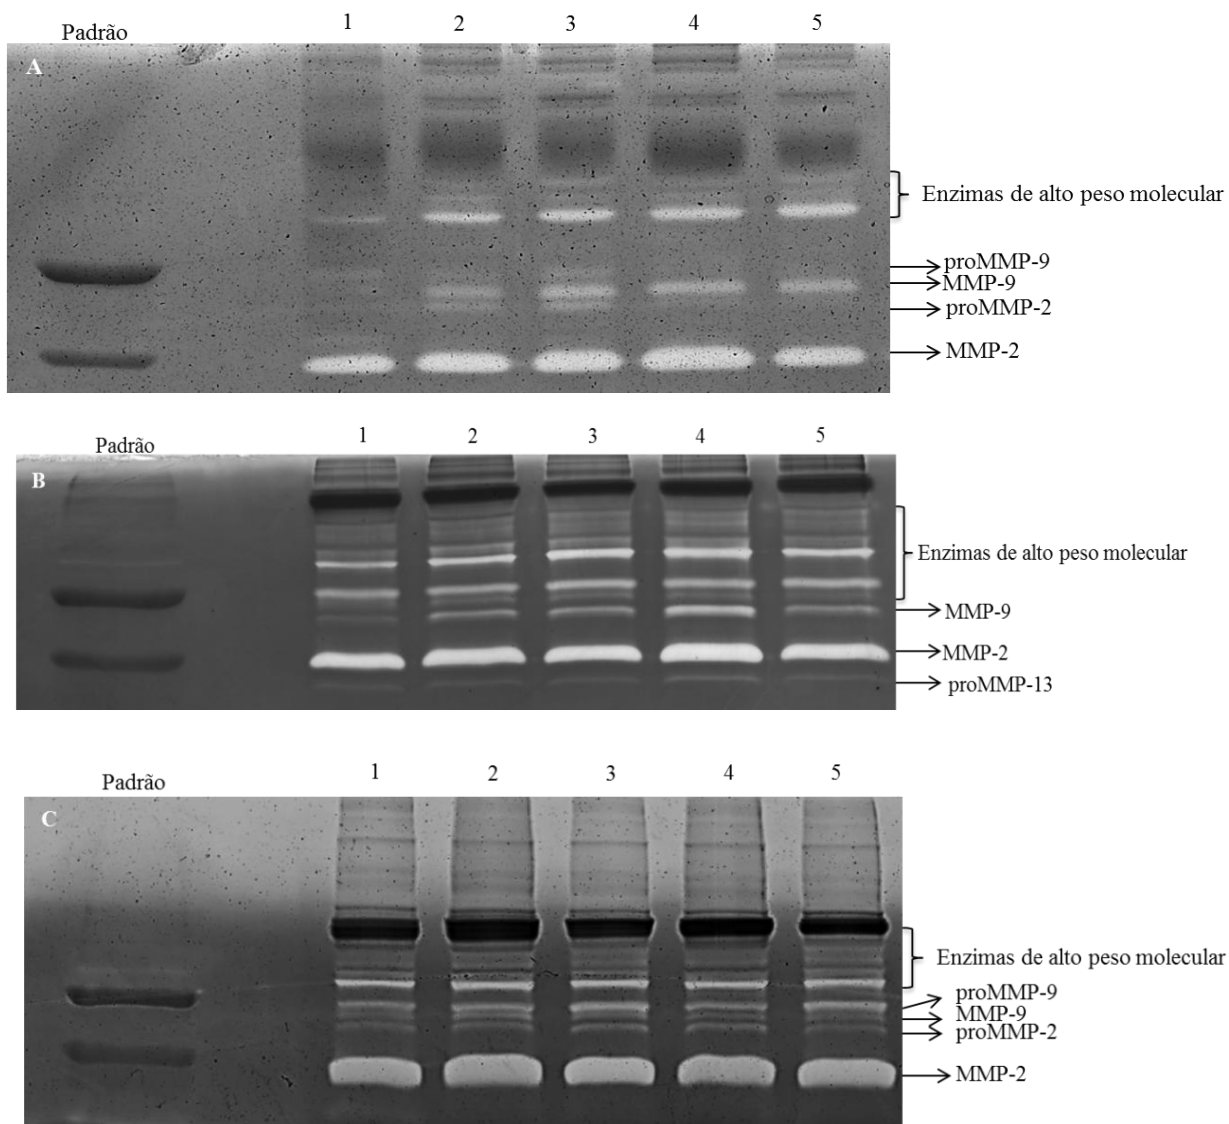 Padrão 1 2 3 4 5
A
Enzimas de alto peso molecular
proMMP-9
MMP-9
proMMP-2
MMP-2
Padrão 1 2 3 4 5
B
Enzimas de alto peso molecular
MMP-9
MMP-2
proMMP-13
Padrão 1 2 3 4 5
C
Enzimas de alto peso molecular
proMMP-9
MMP-9
proMMP-2
MMP-2